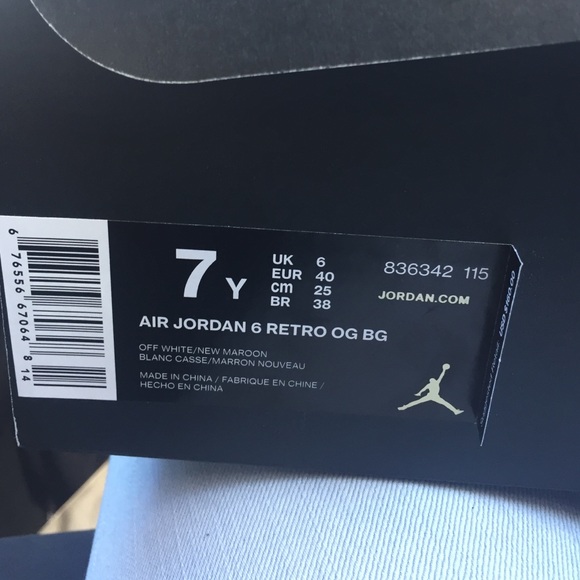 6 76556 67064 8 14
7 Y
UK 6
EUR 40
cm 25
BR 38
836342 115
JORDAN.COM
AIR JORDAN 6 RETRO OG BG
OFF WHITE/NEW MAROON
BLANC CASSE/MARRON NOUVEAU
MADE IN CHINA / FABRIQUE EN CHINE /
HECHO EN CHINA